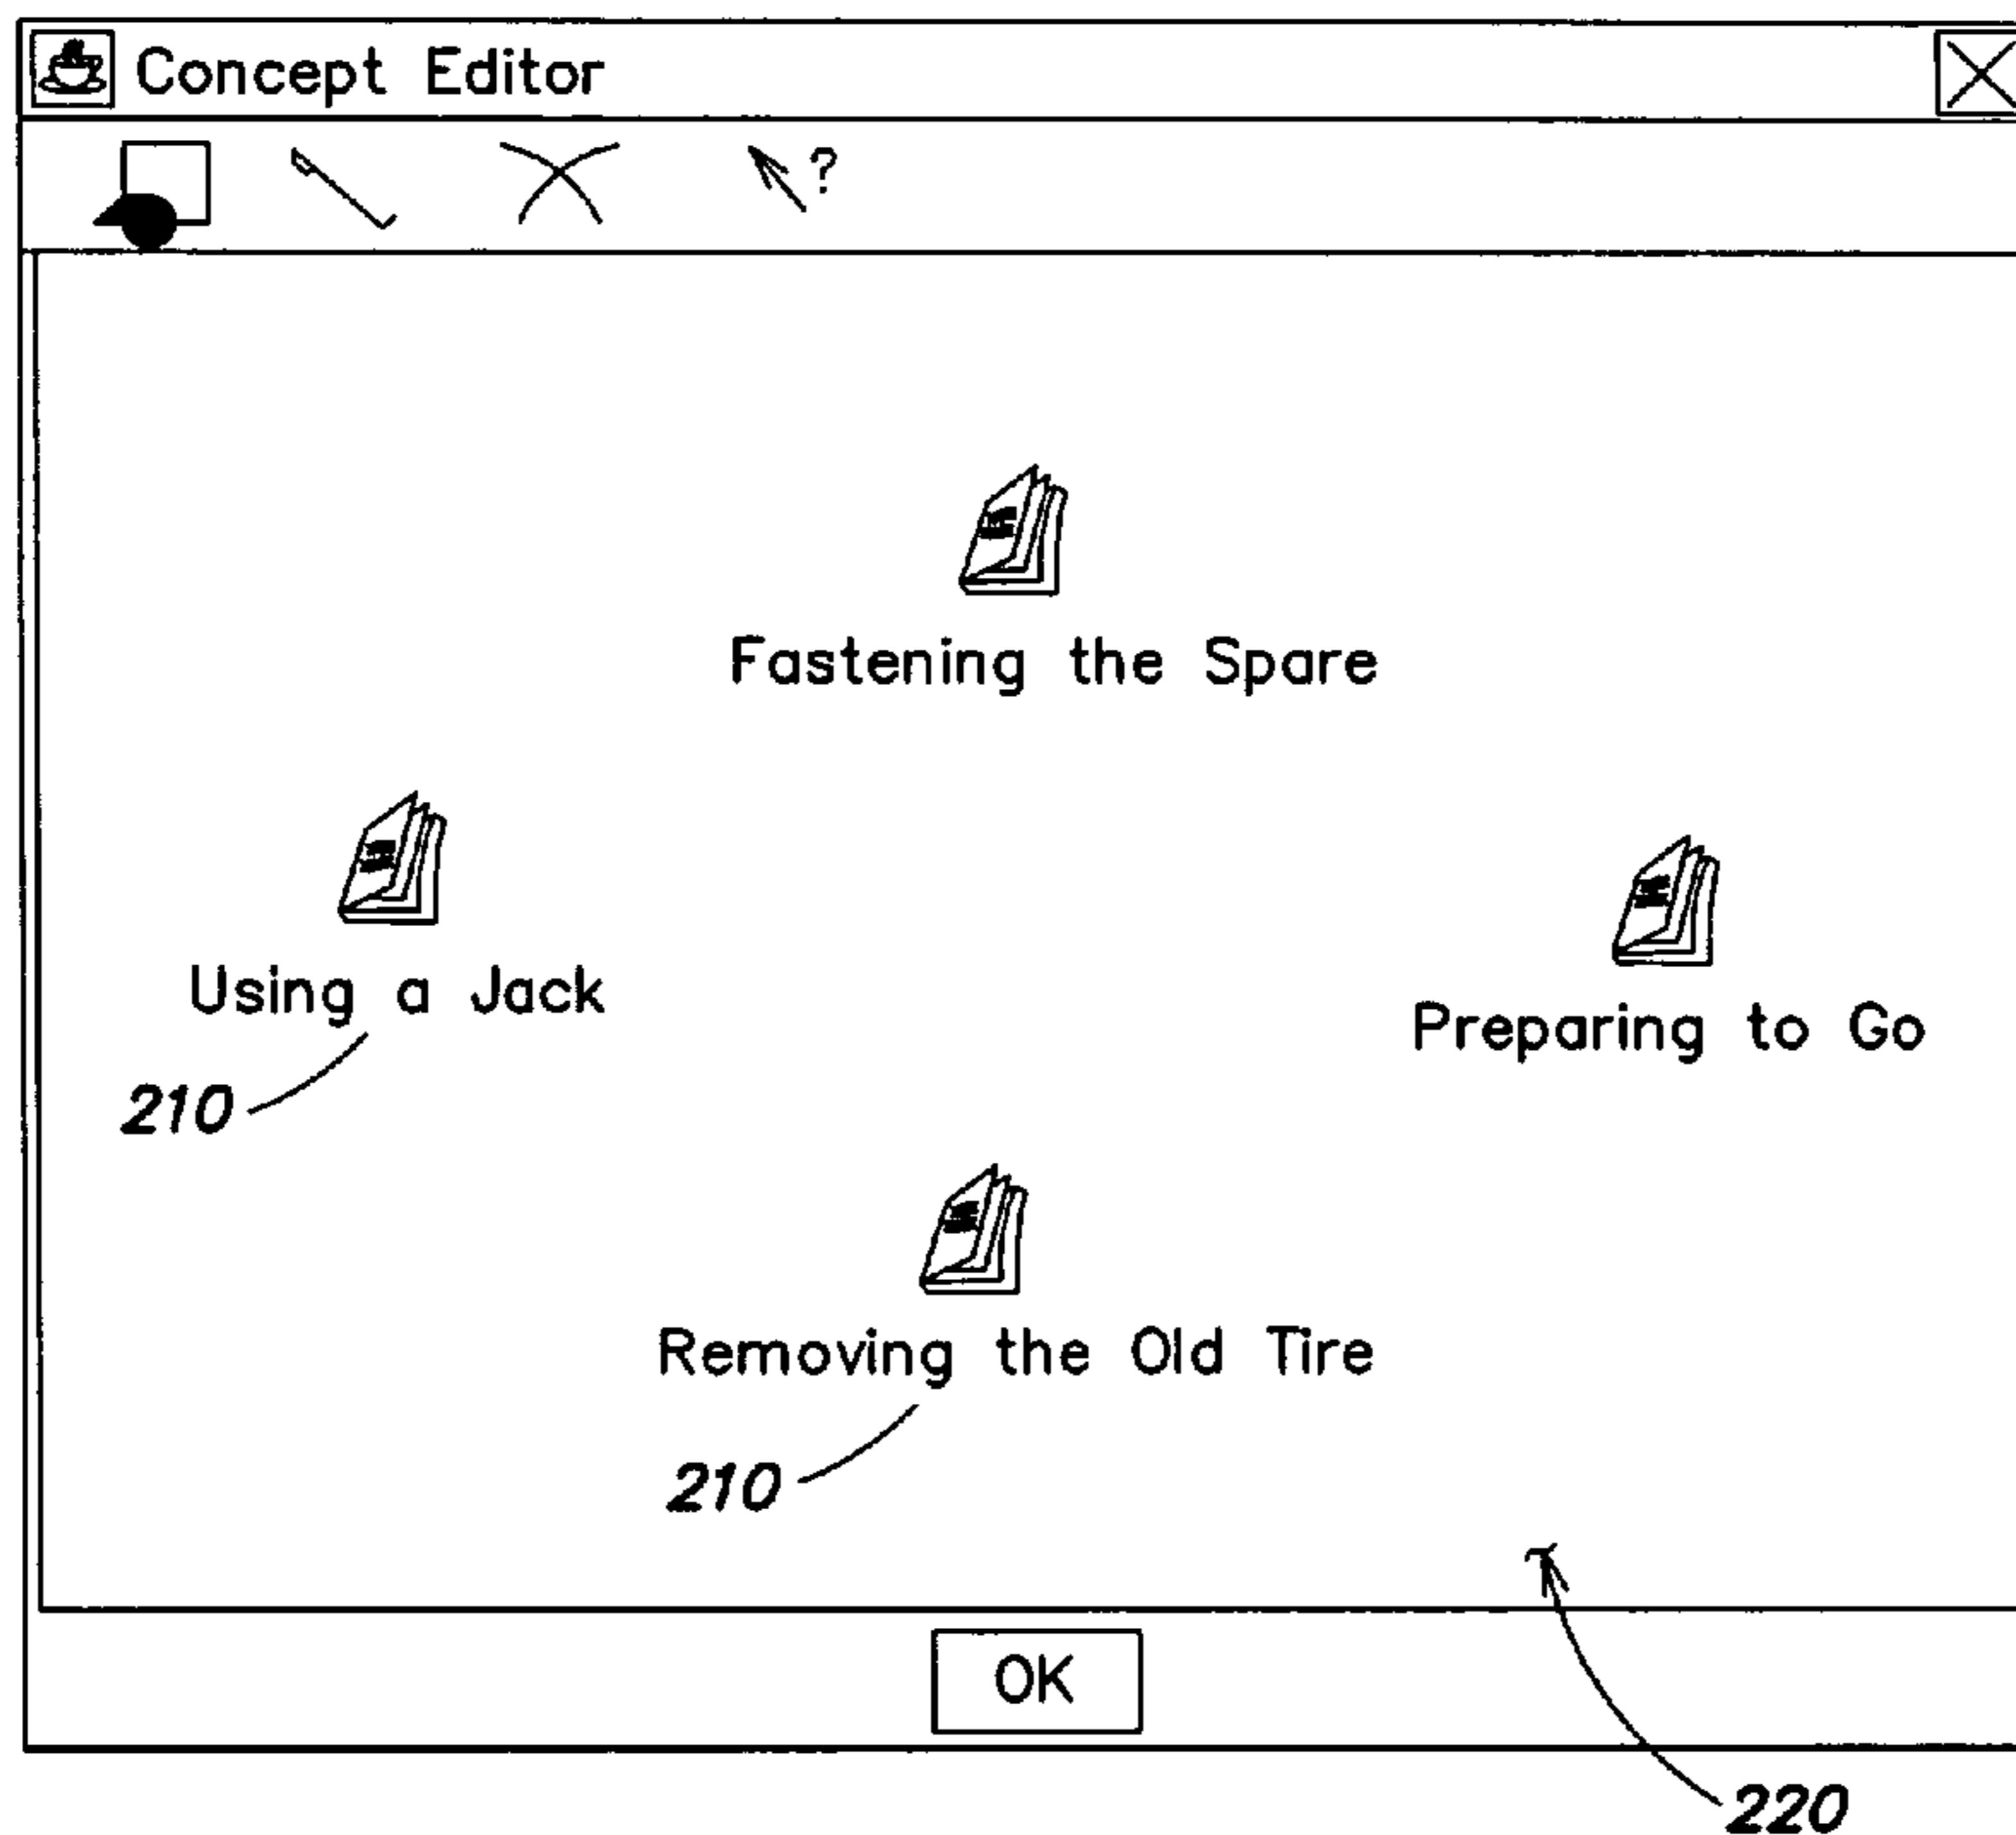 Concept Editor
?
Fastening the Spare
Using a Jack
Preparing to Go
210
Removing the Old Tire
210
OK
220